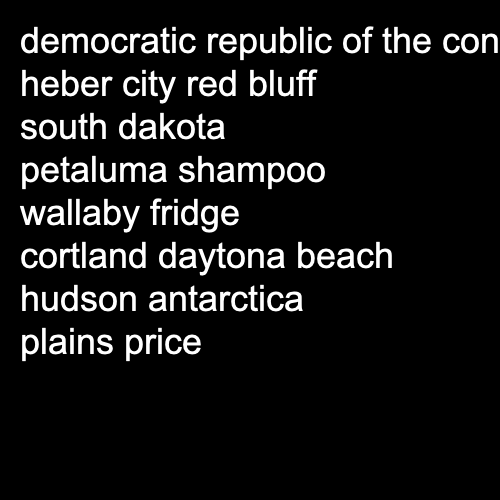 democratic republic of the con
heber city red bluff
south dakota
petaluma shampoo
wallaby fridge
cortland daytona beach
hudson antarctica
plains price